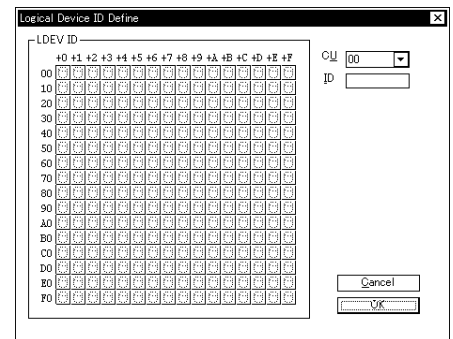 Logical Device ID Define
LDEV ID
+0 +1 +2 +3 +4 +5 +6 +7 +8 +9 +A +B +C +D +E +F
00
10
20
30
40
50
60
70
80
90
A0
B0
C0
D0
E0
F0
CU 00
ID
Cancel
OK